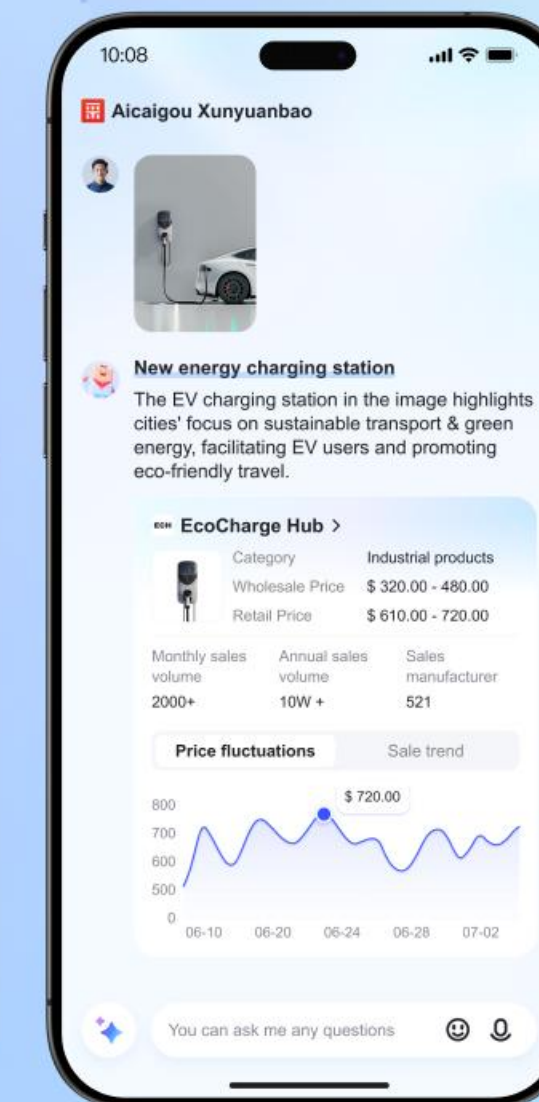 10:08
Aicaigou Xunyuanbao
New energy charging station
The EV charging station in the image highlights
cities' focus on sustainable transport & green
energy, facilitating EV users and promoting
eco-friendly travel.
ECH EcoCharge Hub >
Category Industrial products
Wholesale Price $ 320.00 - 480.00
Retail Price $ 610.00 - 720.00
Monthly sales volume Annual sales volume Sales manufacturer
2000+ 10W + 521
Price fluctuations Sale trend
$ 720.00
800
700
600
500
0
06-10 06-20 06-24 06-28 07-02
You can ask me any questions